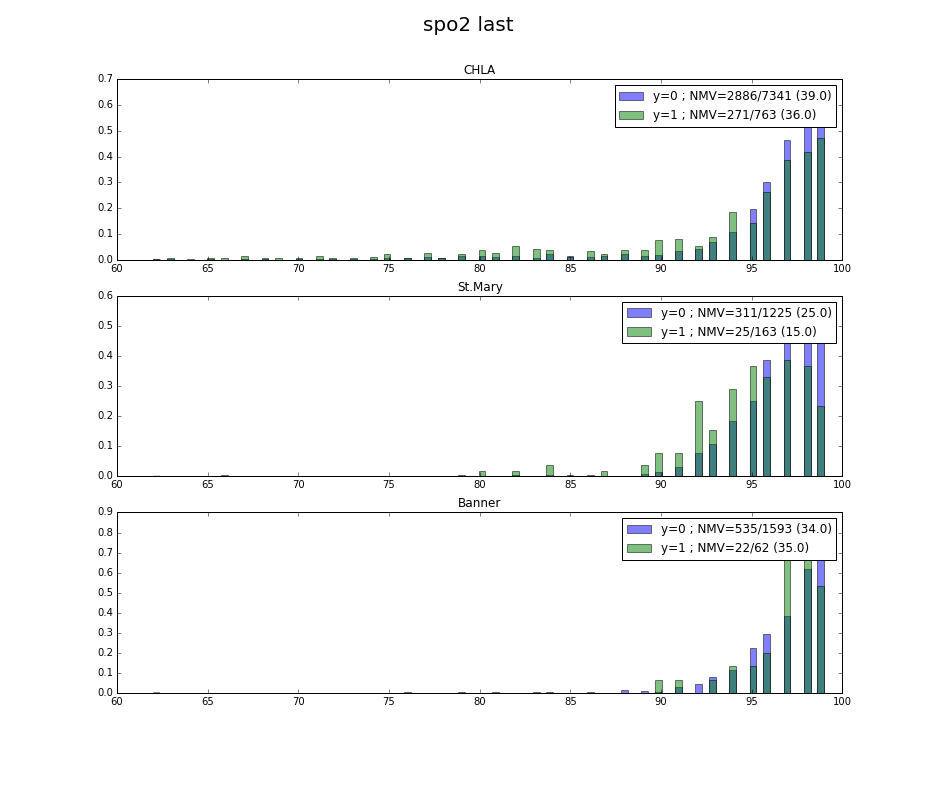 spo2 last
CHLA
0.7
0.6
0.5
0.4
0.3
0.2
0.1
0.0
y=0 ; NMV=2886/7341 (39.0)
y=1 ; NMV=271/763 (36.0)
60 65 70 75 80 85 90 95 100
St.Mary
0.6
0.5
0.4
0.3
0.2
0.1
0.0
y=0 ; NMV=311/1225 (25.0)
y=1 ; NMV=25/163 (15.0)
60 65 70 75 80 85 90 95 100
Banner
0.9
0.8
0.7
0.6
0.5
0.4
0.3
0.2
0.1
0.0
y=0 ; NMV=535/1593 (34.0)
y=1 ; NMV=22/62 (35.0)
60 65 70 75 80 85 90 95 100